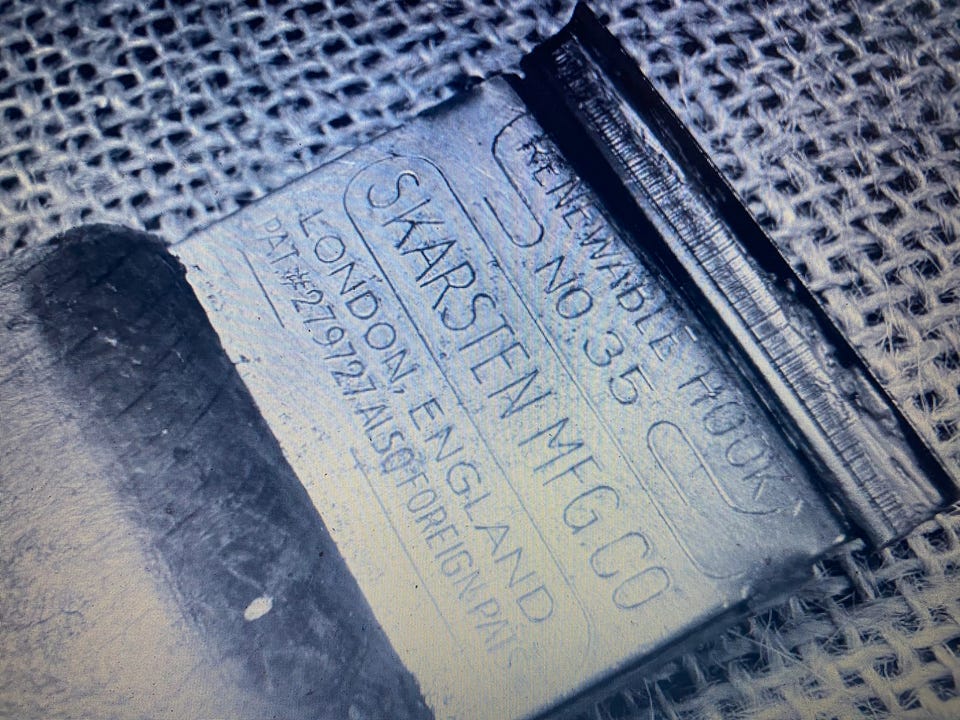 RENEWABLE HOOK
NO.35
SKARSTEN MFG.CO
LONDON, ENGLAND
PAT.#279727.ALSO FOREIGN PATS